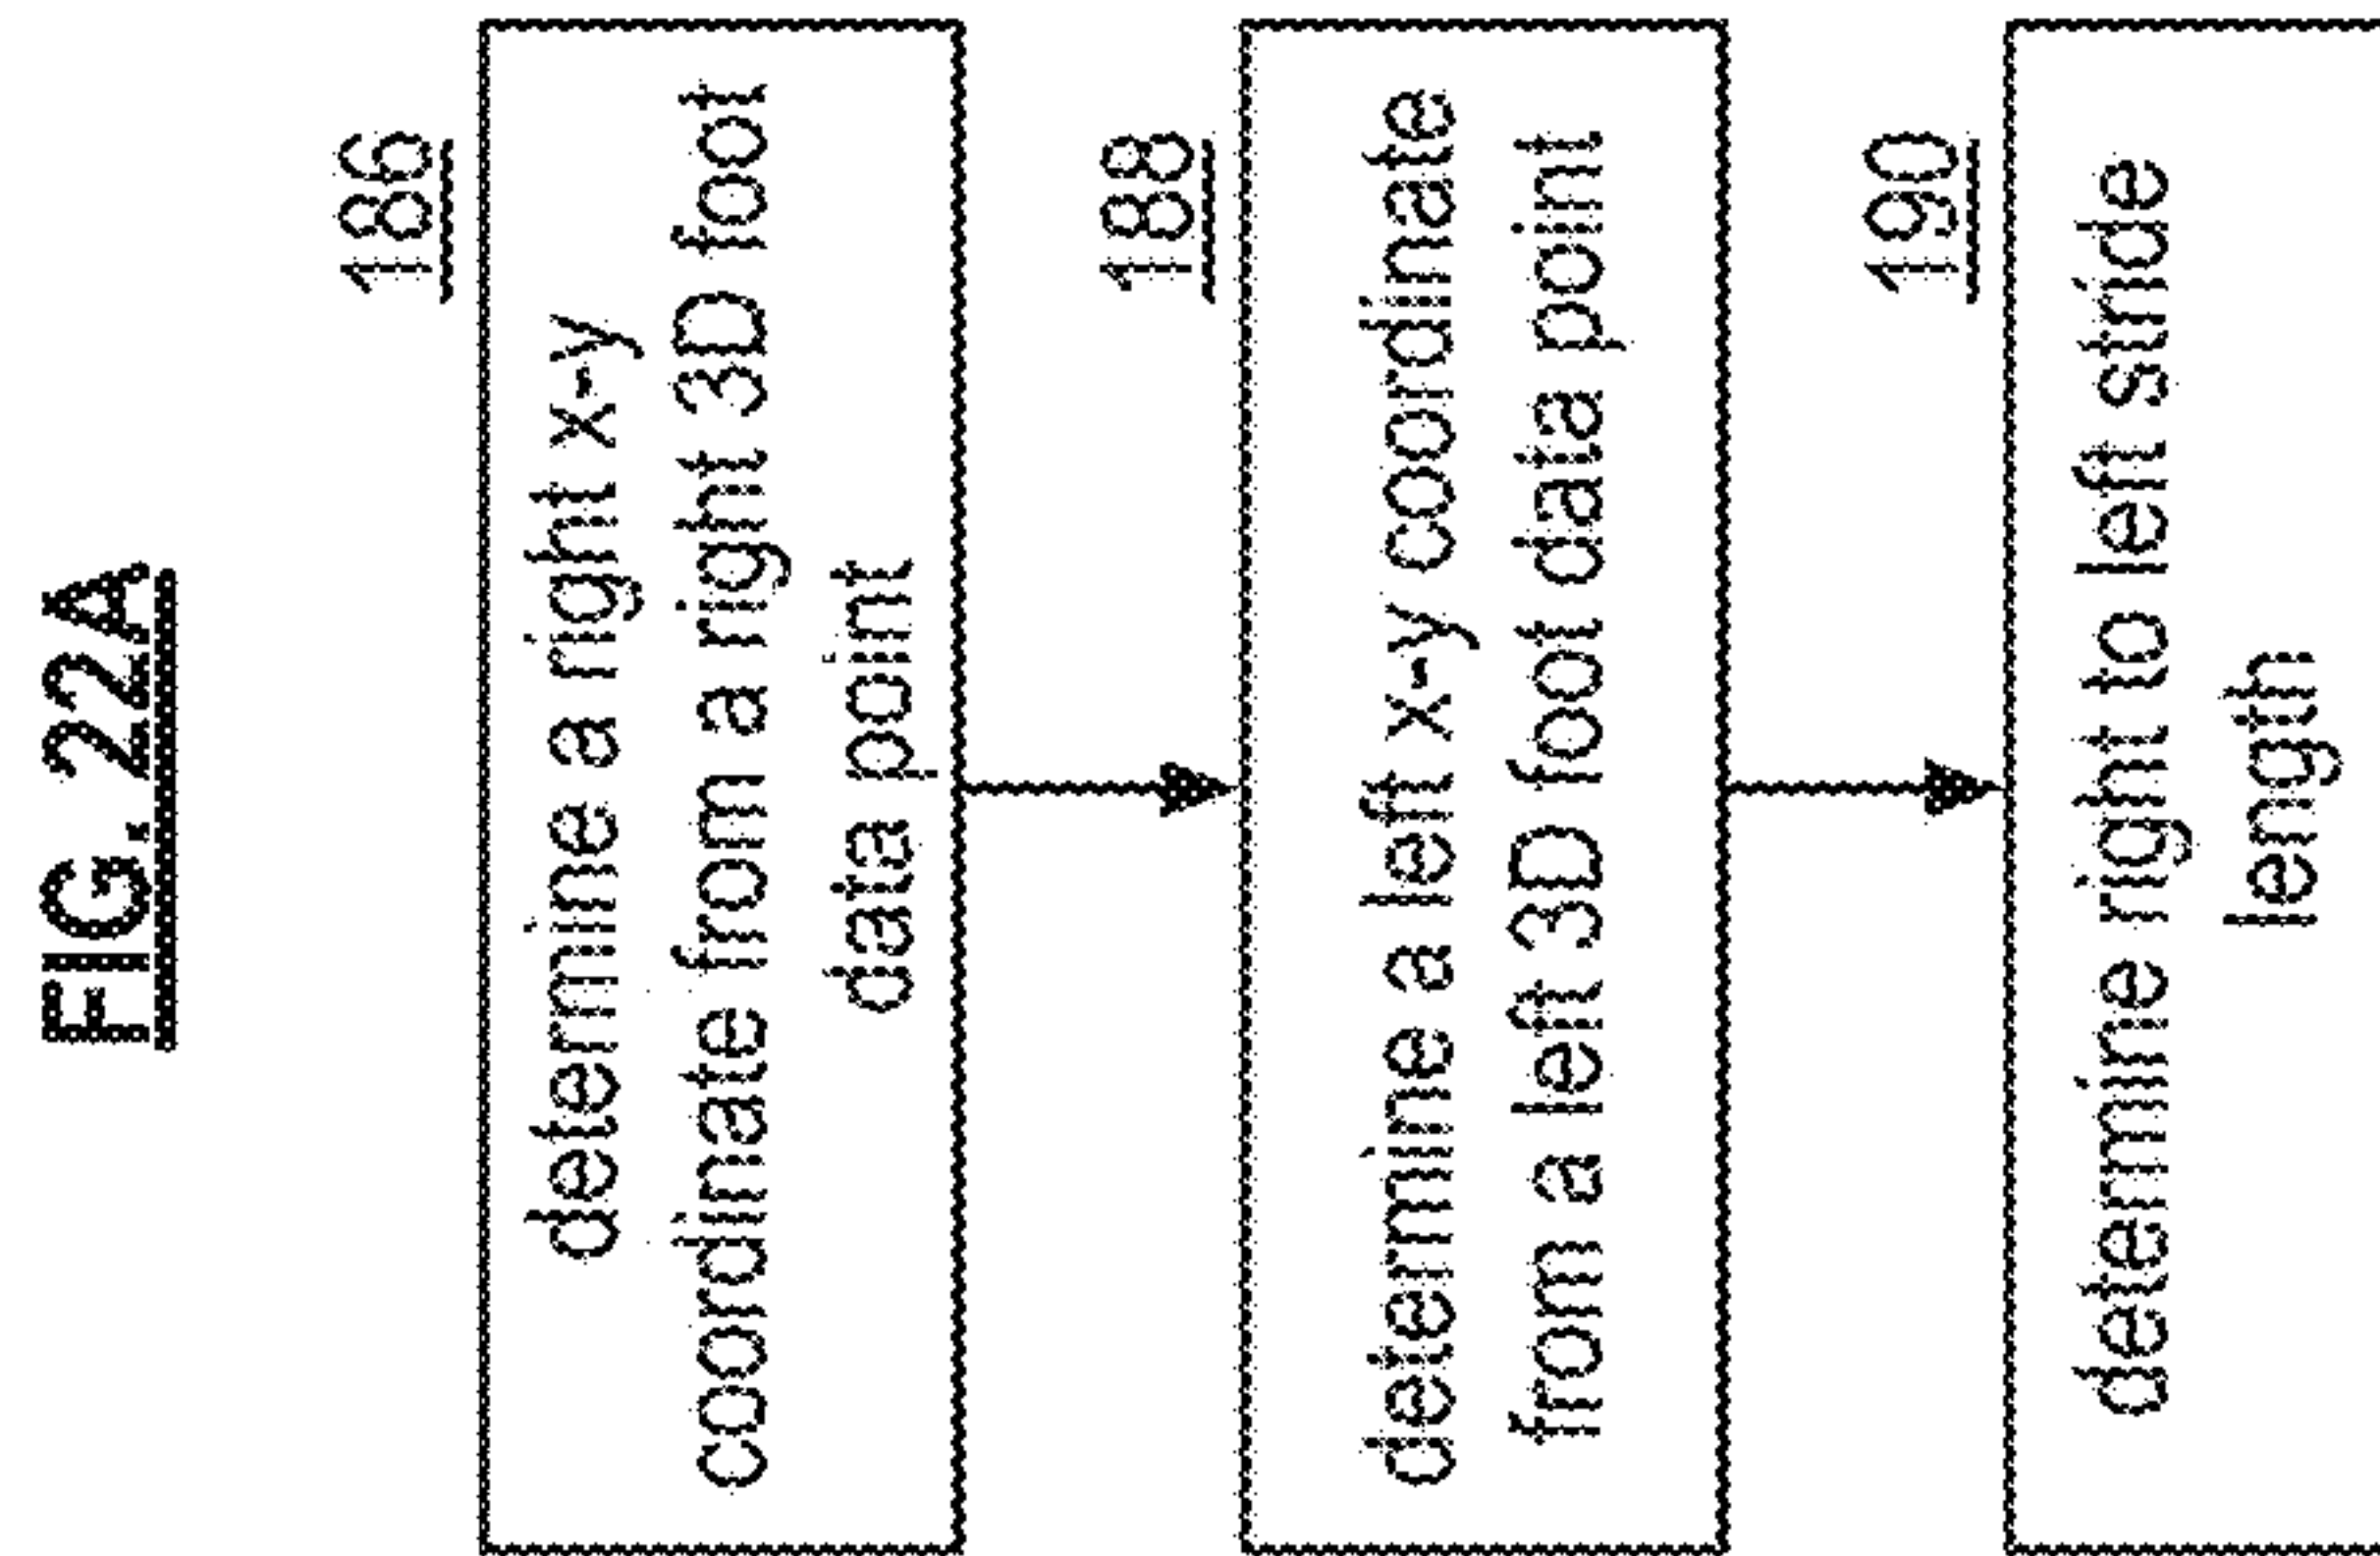 FIG. 22A
186
determine a right x-y
coordinate from a right 3D foot
data point
188
determine a left x-y coordinate
from a left 3D foot data point
190
determine right to left stride
length